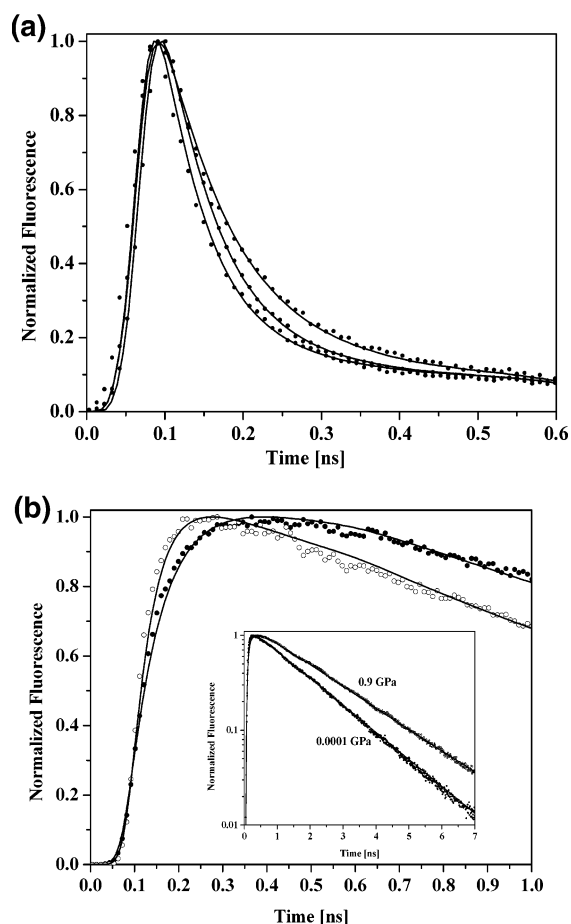 (a)
1.0
0.8
0.6
0.4
0.2
0.0
Normalized Fluorescence
0.0 0.1 0.2 0.3 0.4 0.5 0.6
Time [ns]
(b)
1.0
0.8
0.6
0.4
0.2
0.0
Normalized Fluorescence
1
0.1
0.01
Normalized Fluorescence
0.9 GPa
0.0001 GPa
0 1 2 3 4 5 6 7
Time [ns]
0.0 0.1 0.2 0.3 0.4 0.5 0.6 0.7 0.8 0.9 1.0
Time [ns]